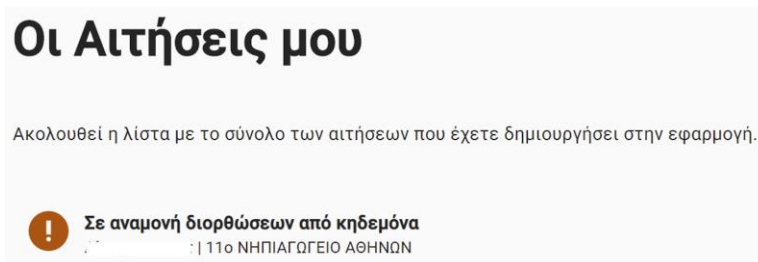 Οι Αιτήσεις μου
Ακολουθεί η λίστα με το σύνολο των αιτήσεων που έχετε δημιουργήσει στην εφαρμογή.
Σε αναμονή διορθώσεων από κηδεμόνα
| 11ο ΝΗΠΙΑΓΩΓΕΙΟ ΑΘΗΝΩΝ